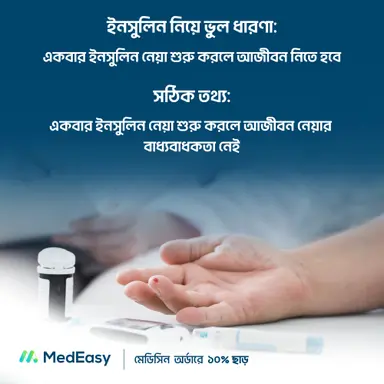 ইনসুলিন নিয়ে ভুল ধারণা:
একবার ইনসুলিন নেয়া শুরু করলে আজীবন নিতে হবে
সঠিক তথ্য:
একবার ইনসুলিন নেয়া শুরু করলে আজীবন নেয়ার
বাধ্যবাধকতা নেই
MedEasy
মেডিসিন অর্ডারে ১০% ছাড়